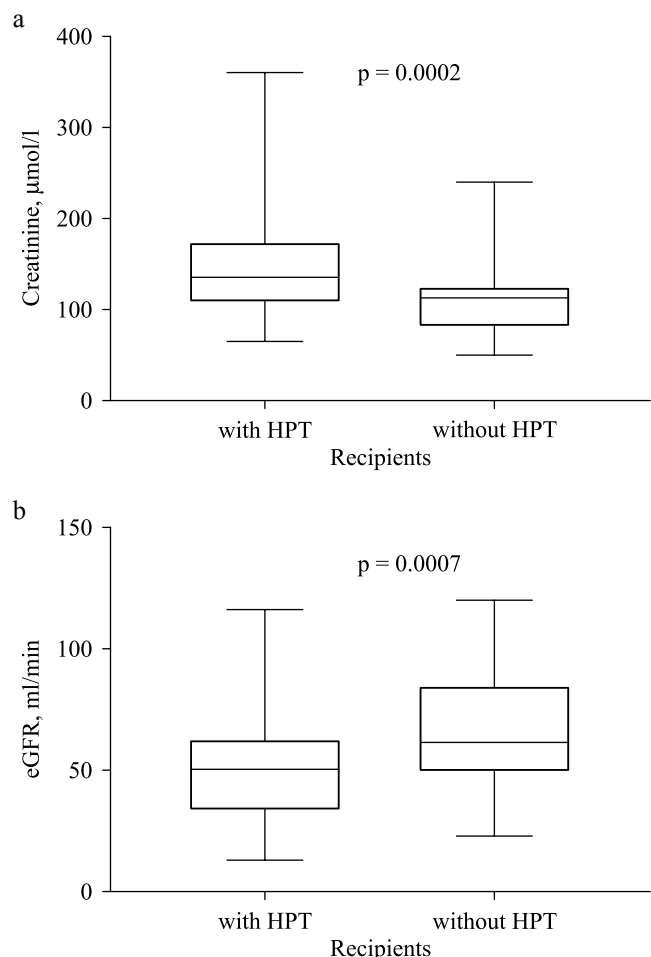 a
400
p = 0.0002
300
Creatinine, μmol/l
200
100
0
with HPT
without HPT
Recipients
b
150
p = 0.0007
100
eGFR, ml/min
50
0
with HPT
without HPT
Recipients